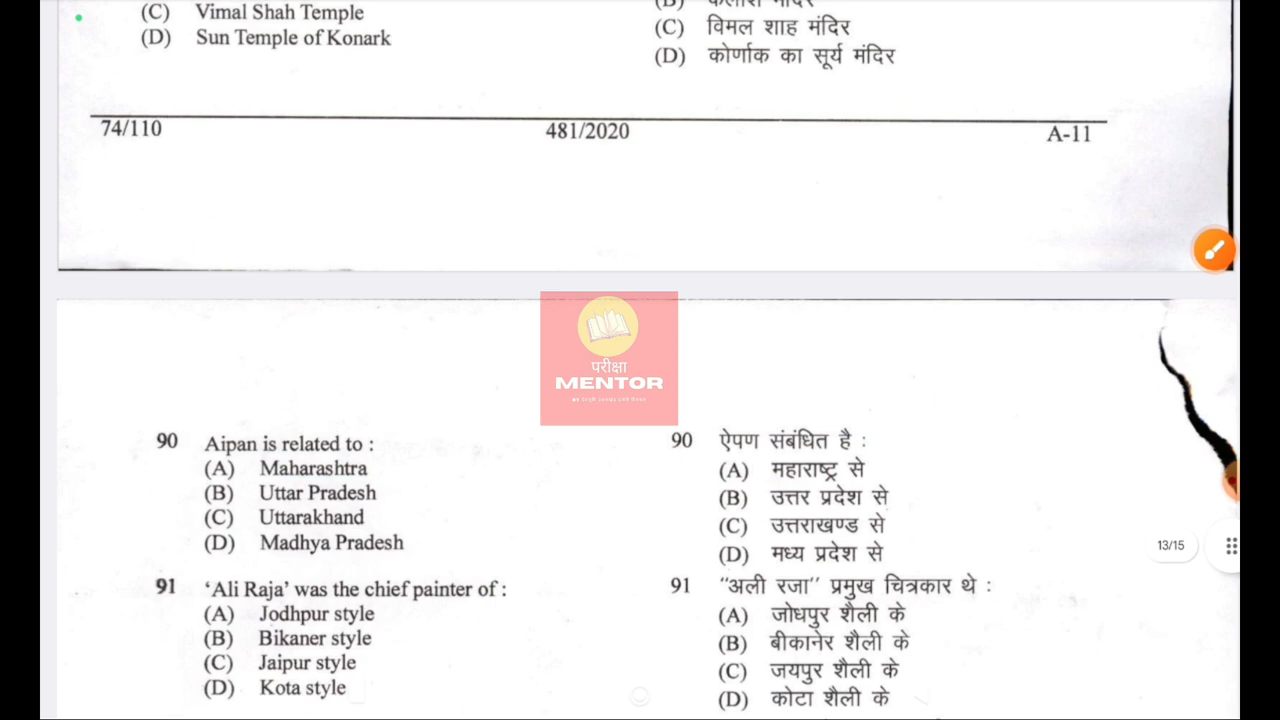 (C) Vimal Shah Temple
(D) Sun Temple of Konark
(C) विमल शाह मंदिर
(D) कोर्णाक का सूर्य मंदिर
74/110 481/2020 A-11
परीक्षा
MENTOR
90 Aipan is related to :
(A) Maharashtra
(B) Uttar Pradesh
(C) Uttarakhand
(D) Madhya Pradesh
91 ‘Ali Raja’ was the chief painter of :
(A) Jodhpur style
(B) Bikaner style
(C) Jaipur style
(D) Kota style
90 ऐपण संबंधित है :
(A) महाराष्ट्र से
(B) उत्तर प्रदेश से
(C) उत्तराखण्ड से
(D) मध्य प्रदेश से
91 “अली रजा” प्रमुख चित्रकार थे :
(A) जोधपुर शैली के
(B) बीकानेर शैली के
(C) जयपुर शैली के
(D) कोटा शैली के
13/15